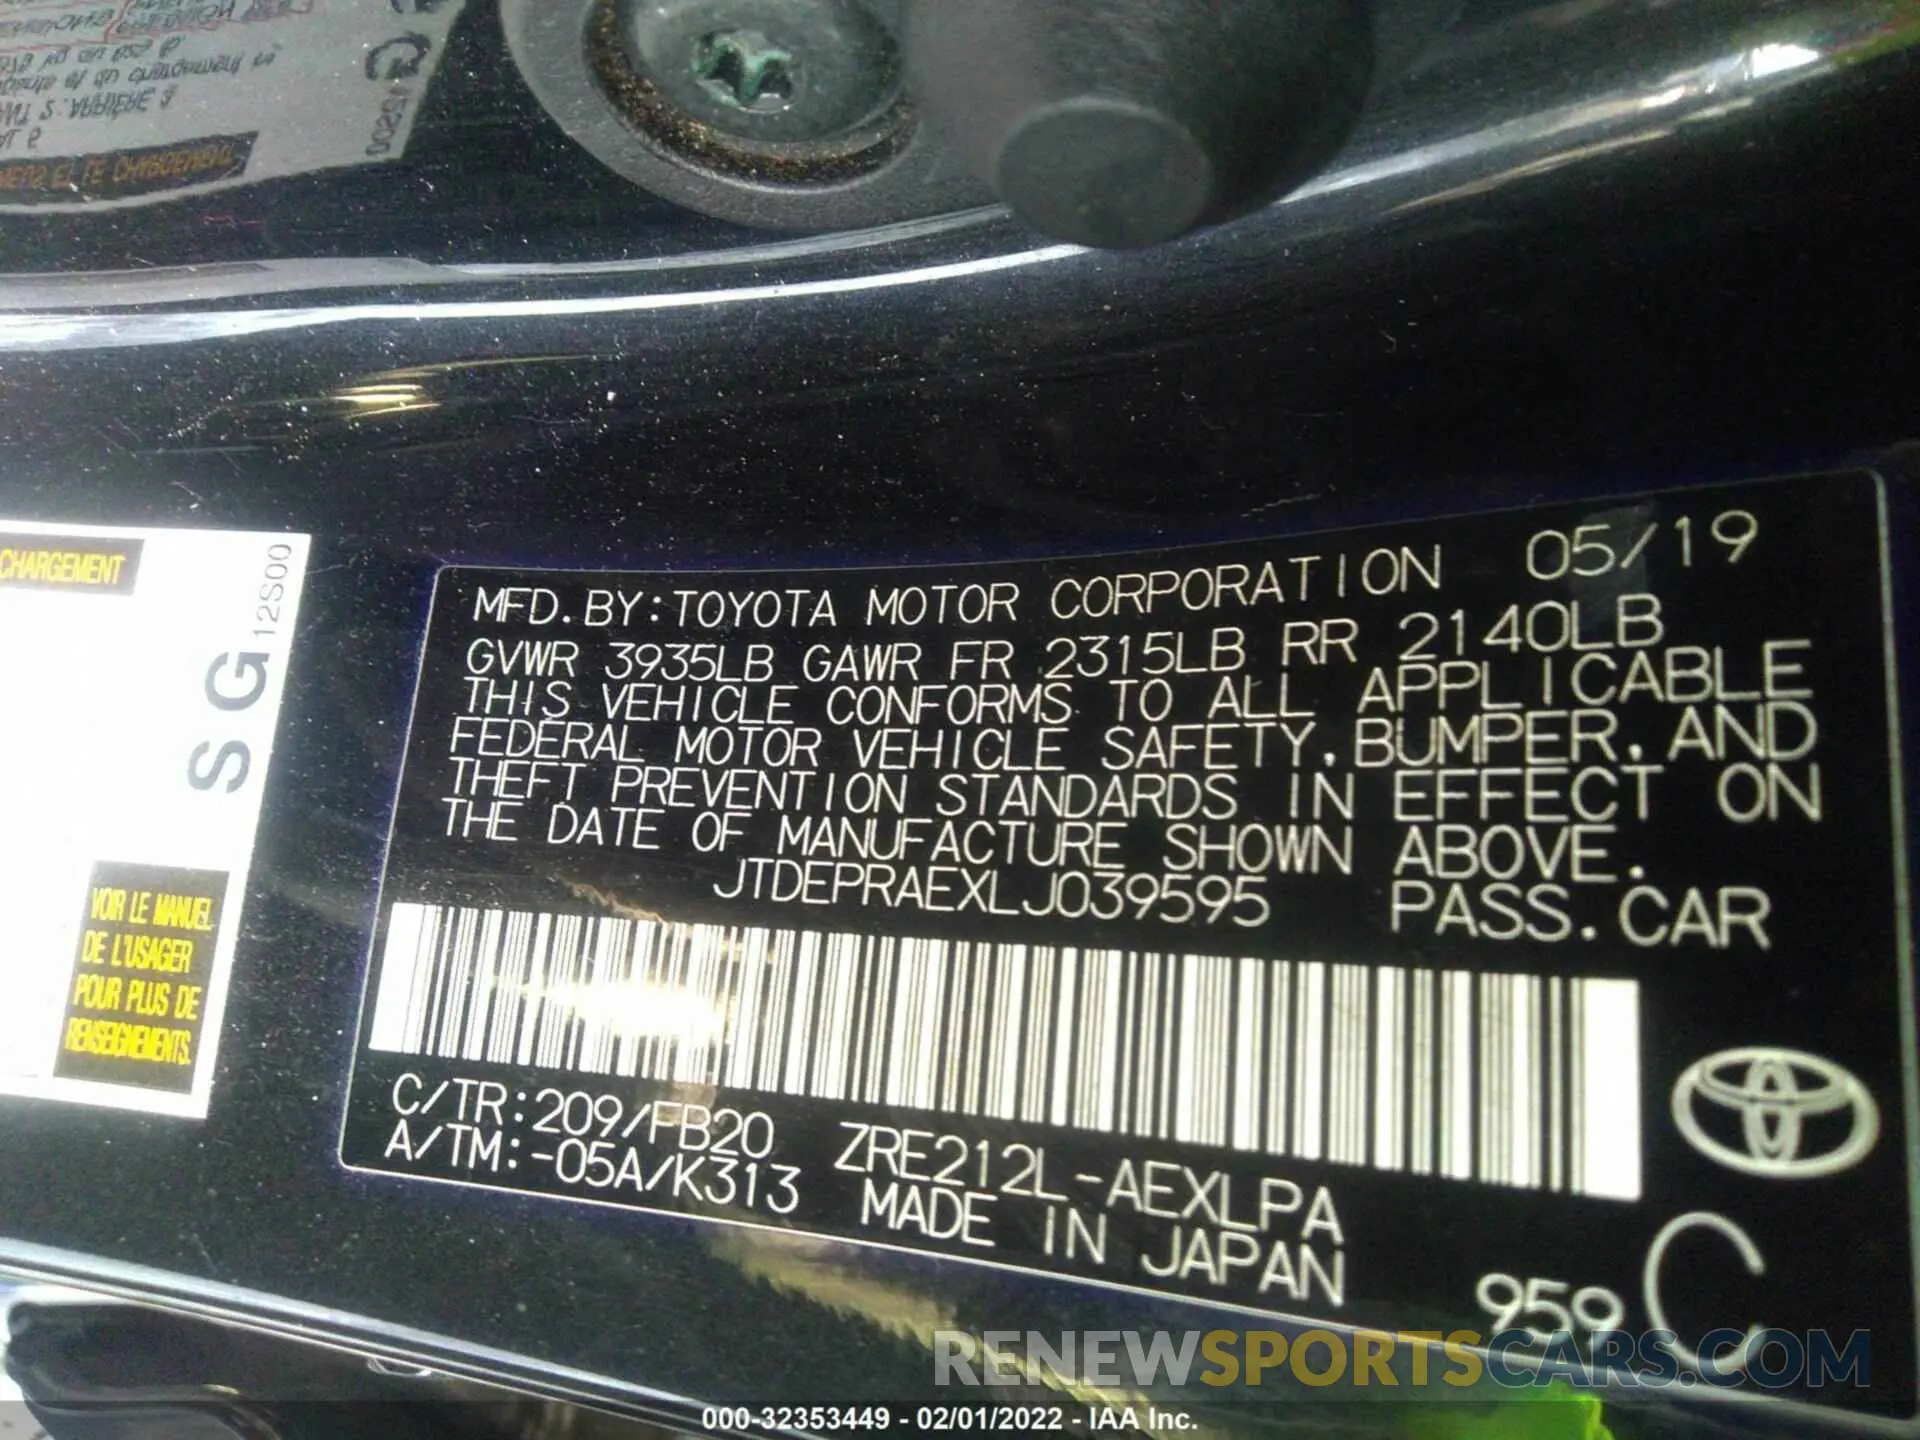 CHARGEMENT
12S00
S G
VOIR LE MANUEL
DE L'USAGER
POUR PLUS DE
RENSEIGNEMENTS.
MFD.BY:TOYOTA MOTOR CORPORATION 05/19
GVWR 3935LB GAWR FR 2315LB RR 2140LB
THIS VEHICLE CONFORMS TO ALL APPLICABLE
FEDERAL MOTOR VEHICLE SAFETY,BUMPER,AND
THEFT PREVENTION STANDARDS IN EFFECT ON
THE DATE OF MANUFACTURE SHOWN ABOVE.
JTDEPRAEXLJ039595 PASS.CAR
C/TR:209/FB20 ZRE212L-AEXLPA
A/TM:-05A/K313 MADE IN JAPAN
959 C
RENEWSPORTSCARS.COM
000-32353449 - 02/01/2022 - IAA Inc.